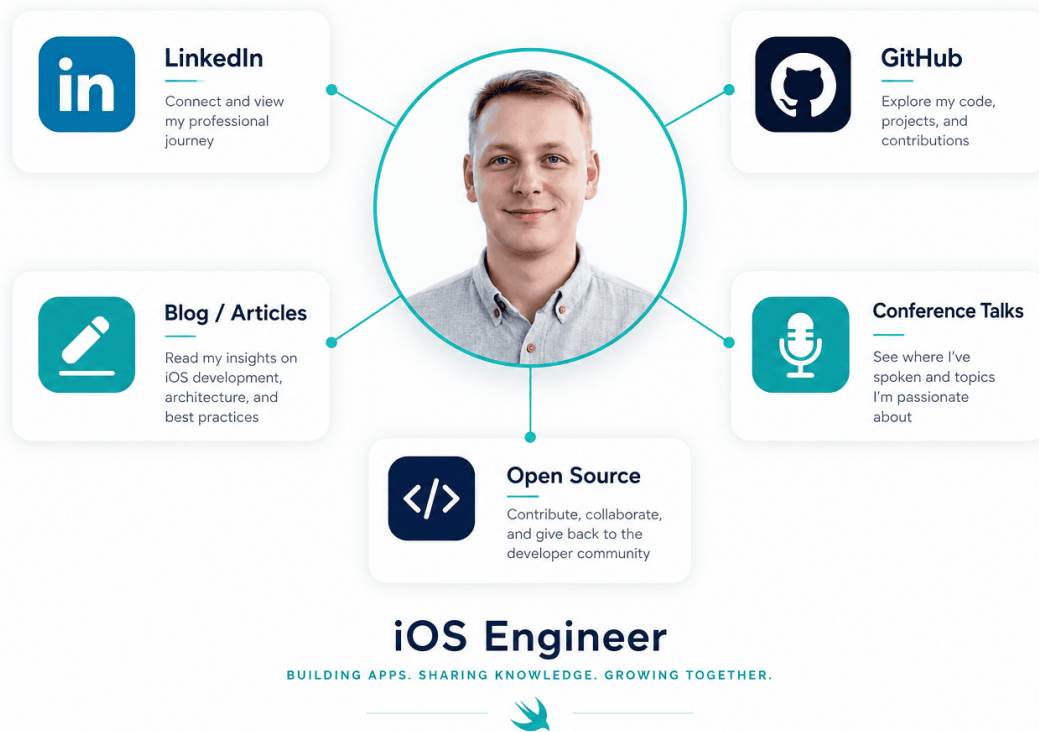 in
LinkedIn
Connect and view
my professional
journey
GitHub
Explore my code,
projects, and
contributions
Blog / Articles
Read my insights on
iOS development,
architecture, and
best practices
Conference Talks
See where I've
spoken and topics
I'm passionate
about
</>
Open Source
Contribute, collaborate,
and give back to the
developer community
iOS Engineer
BUILDING APPS. SHARING KNOWLEDGE. GROWING TOGETHER.